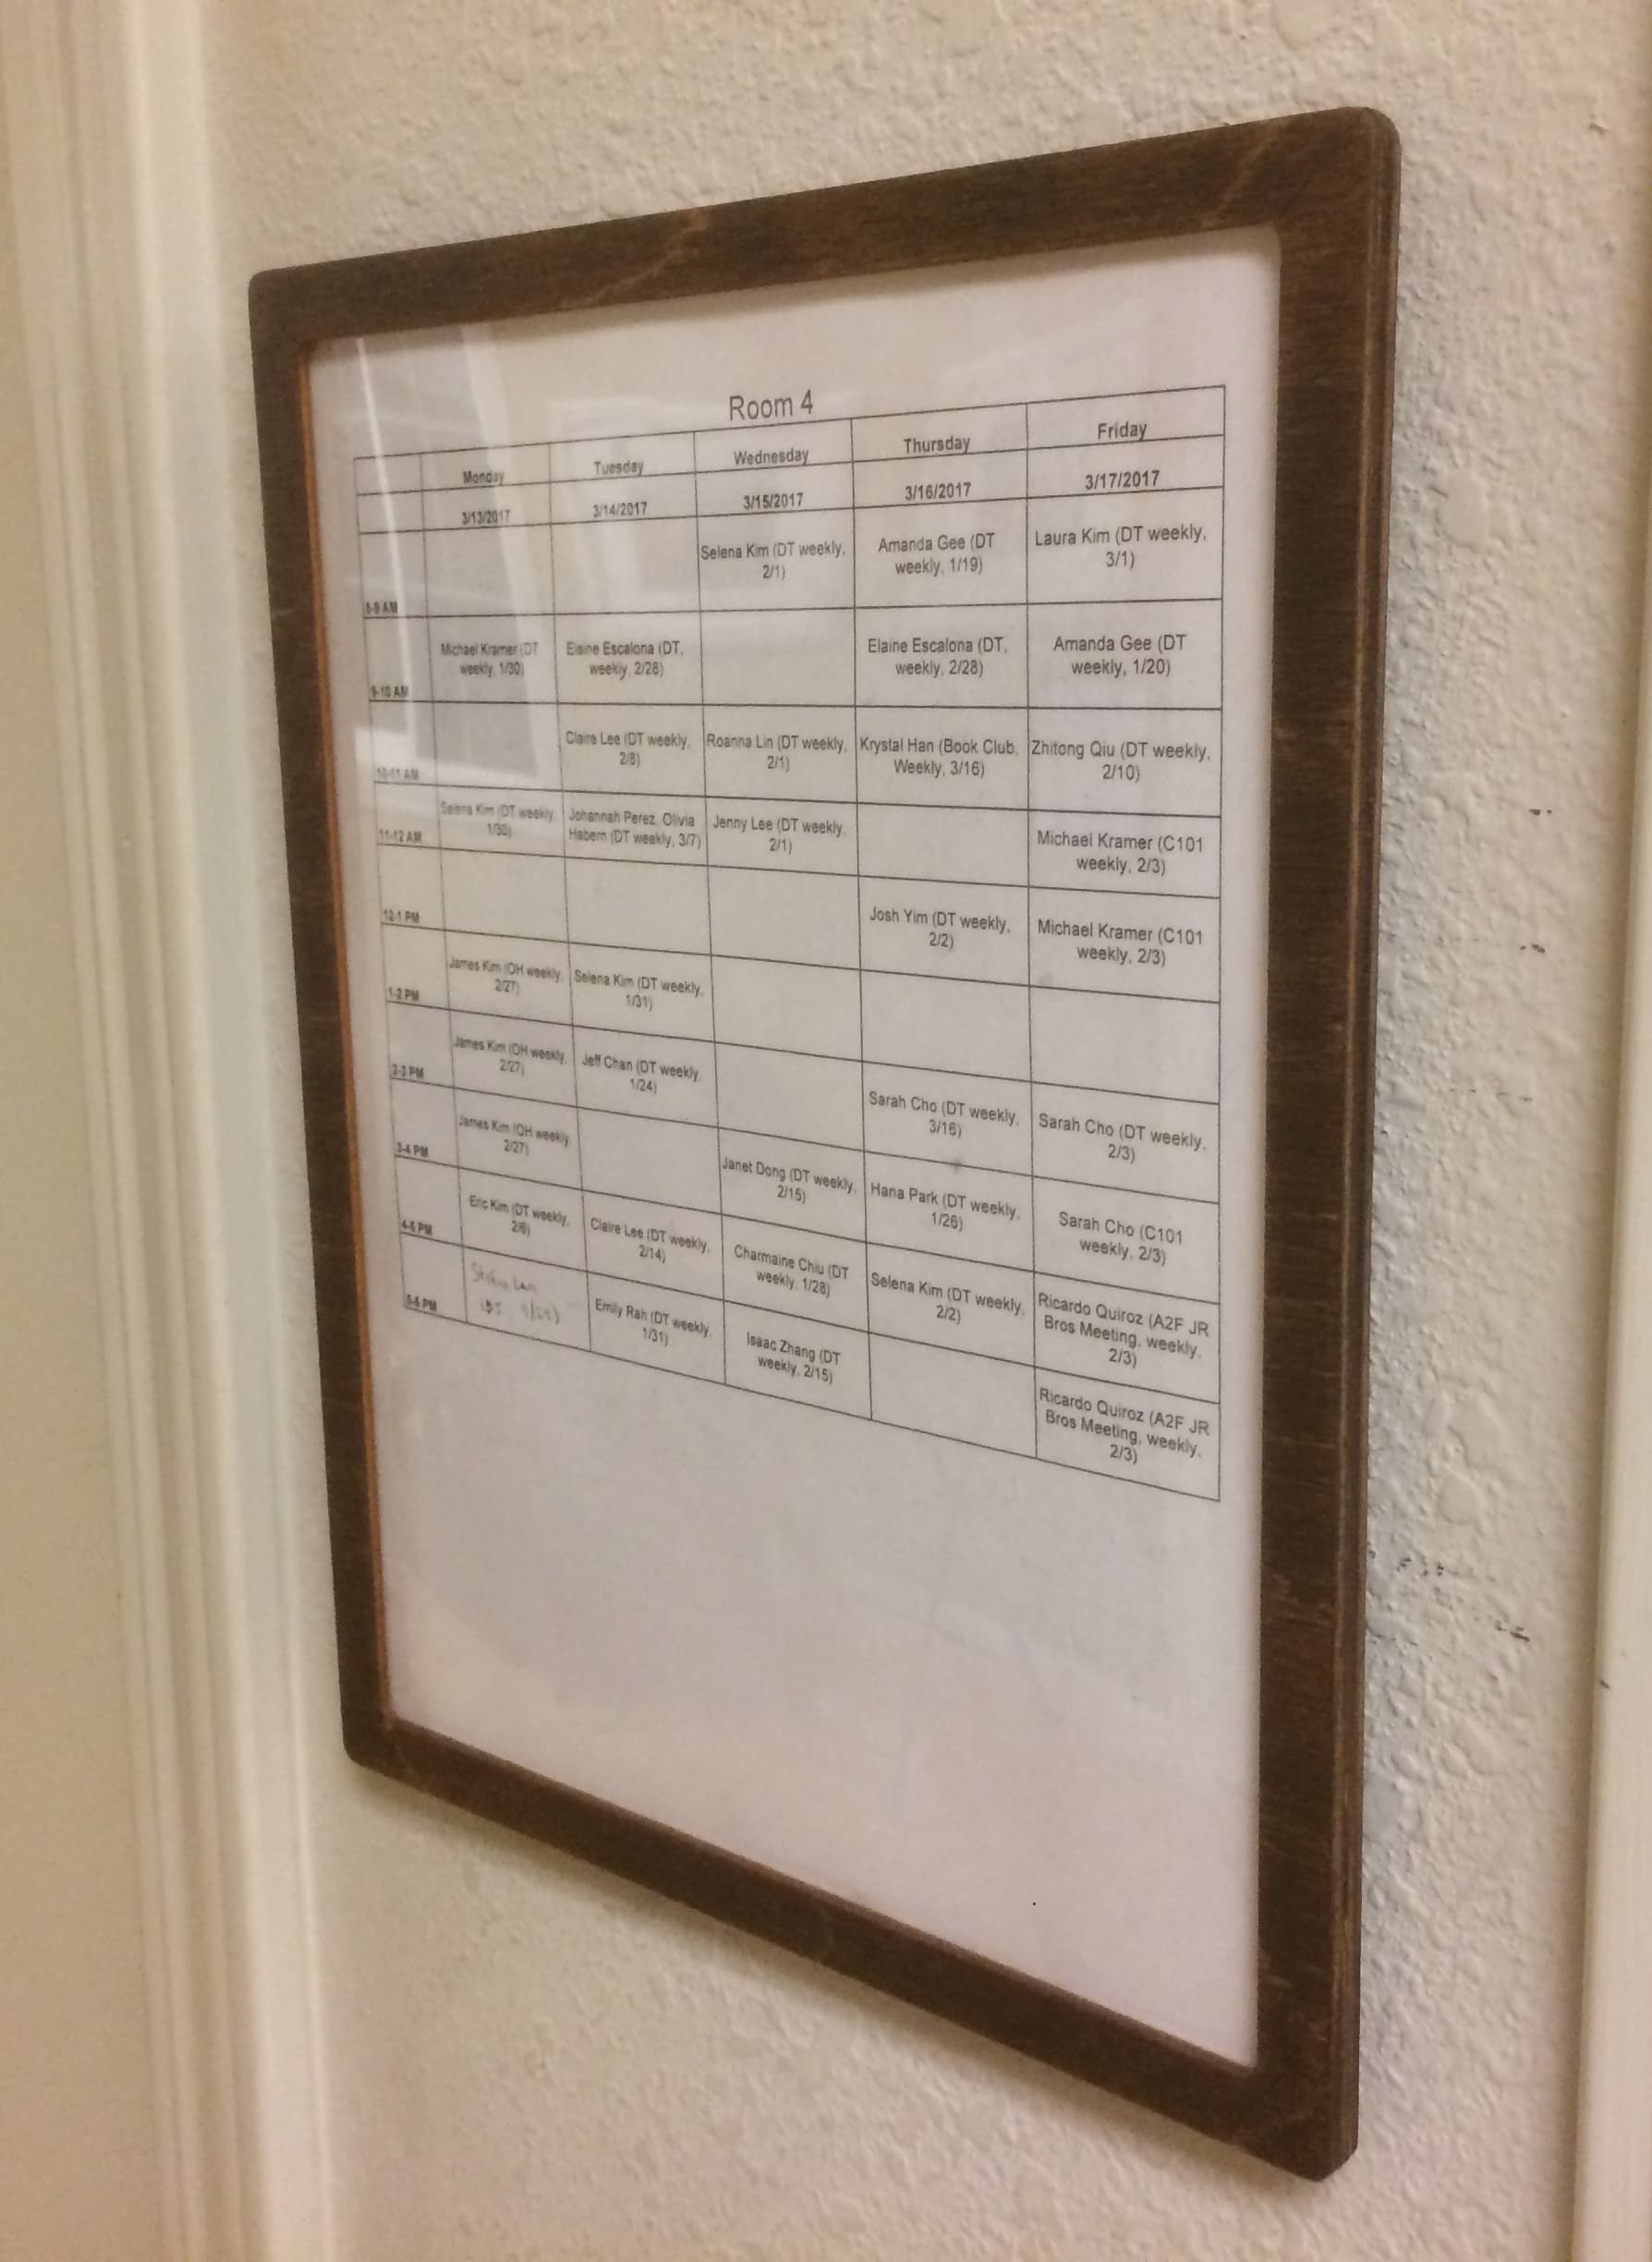 Room 4
Monday Tuesday Wednesday Thursday Friday
3/13/2017 3/14/2017 3/15/2017 3/16/2017 3/17/2017
8-9 AM
Selena Kim (DT weekly,
2/1)
Amanda Gee (DT
weekly, 1/19)
Laura Kim (DT weekly,
3/1)
9-10 AM
Michael Kramer (DT
weekly, 1/30)
Elaine Escalona (DT,
weekly, 2/28)
Elaine Escalona (DT,
weekly, 2/28)
Amanda Gee (DT
weekly, 1/20)
10-11 AM
Claire Lee (DT weekly,
2/8)
Roanna Lin (DT weekly,
2/1)
Krystal Han (Book Club,
Weekly, 3/16)
Zhitong Qiu (DT weekly,
2/10)
11-12 AM
Selena Kim (DT weekly,
1/30)
Johannah Perez, Olivia
Habern (DT weekly, 3/7)
Jenny Lee (DT weekly,
2/1)
Michael Kramer (C101
weekly, 2/3)
12-1 PM
Josh Yim (DT weekly,
2/2)
Michael Kramer (C101
weekly, 2/3)
1-2 PM
James Kim (OH weekly,
2/27)
Selena Kim (DT weekly,
1/31)
2-3 PM
James Kim (OH weekly,
2/27)
Jeff Chan (DT weekly,
1/24)
Sarah Cho (DT weekly,
3/16)
Sarah Cho (DT weekly,
2/3)
3-4 PM
James Kim (OH weekly,
2/27)
Janet Dong (DT weekly,
2/15)
Hana Park (DT weekly,
1/26)
Sarah Cho (C101
weekly, 2/3)
4-5 PM
Eric Kim (DT weekly,
2/6)
Claire Lee (DT weekly,
2/14)
Charmaine Chiu (DT
weekly, 1/28)
Selena Kim (DT weekly,
2/2)
Ricardo Quiroz (A2F JR
Bros Meeting, weekly,
2/3)
5-6 PM
(DT
Emily Rah (DT weekly,
1/31)
Isaac Zhang (DT
weekly, 2/15)
Ricardo Quiroz (A2F JR
Bros Meeting, weekly,
2/3)